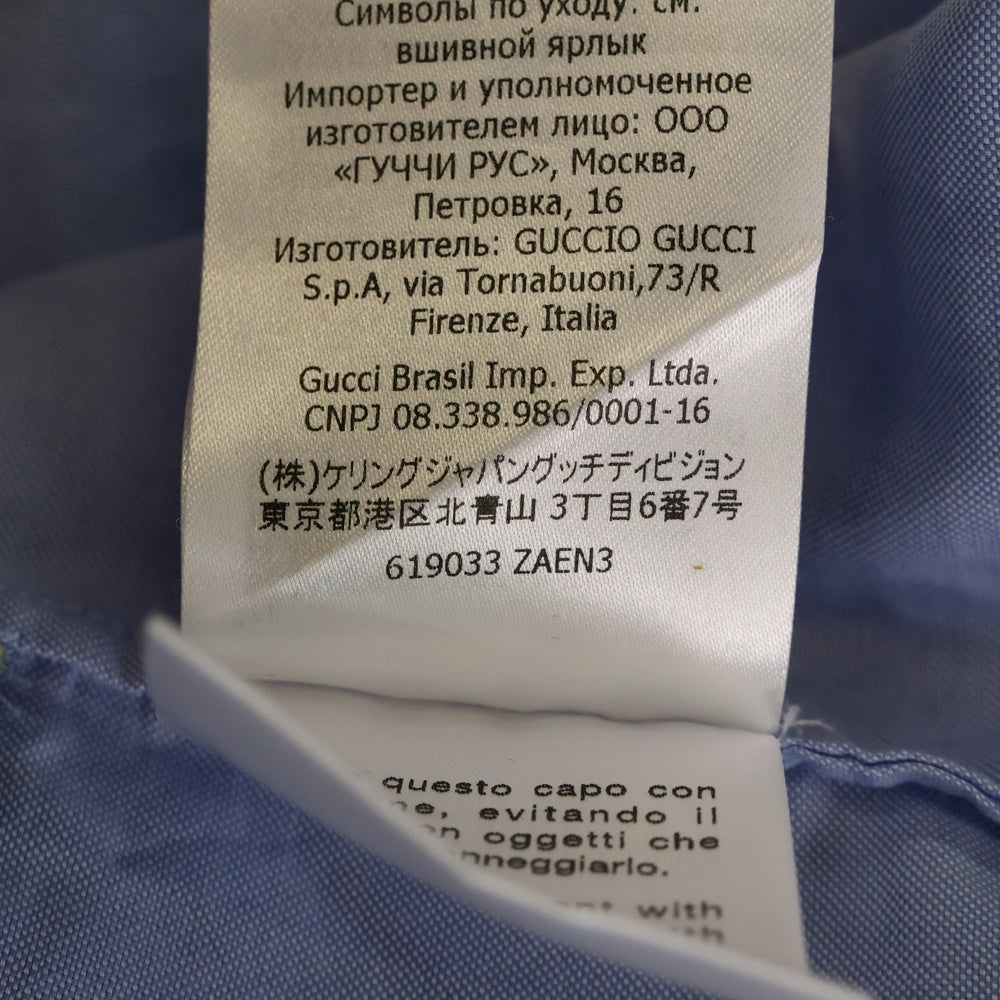 Символы по уходу: см.
вшивной ярлык
Импортер и уполномоченное
изготовителем лицо: ООО
«ГУЧЧИ РУС», Москва,
Петровка, 16
Изготовитель: GUCCIO GUCCI
S.p.A, via Tornabuoni,73/R
Firenze, Italia
Gucci Brasil Imp. Exp. Ltda.
CNPJ 08.338.986/0001-16
(株)ケリングジャパングッチディビジョン
東京都港区北青山 3丁目6番7号
619033 ZAEN3
questo capo con
evitando il
oggetti che
with